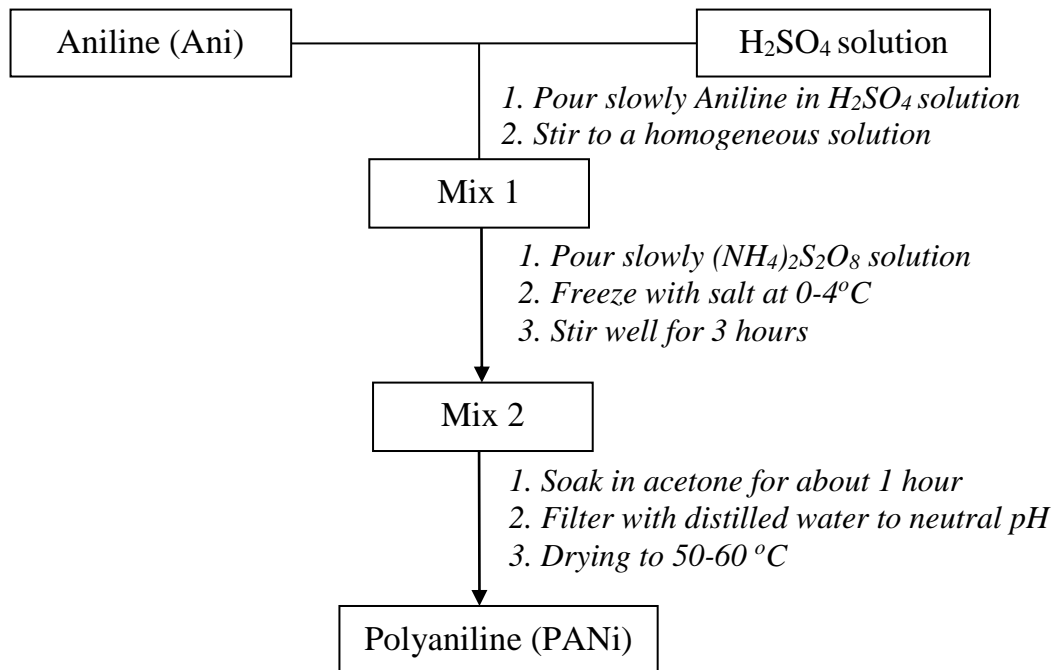 Aniline (Ani)
H₂SO₄ solution
1. Pour slowly Aniline in H₂SO₄ solution
2. Stir to a homogeneous solution
Mix 1
1. Pour slowly (NH₄)₂S₂O₈ solution
2. Freeze with salt at 0-4ºC
3. Stir well for 3 hours
Mix 2
1. Soak in acetone for about 1 hour
2. Filter with distilled water to neutral pH
3. Drying to 50-60 ºC
Polyaniline (PANi)